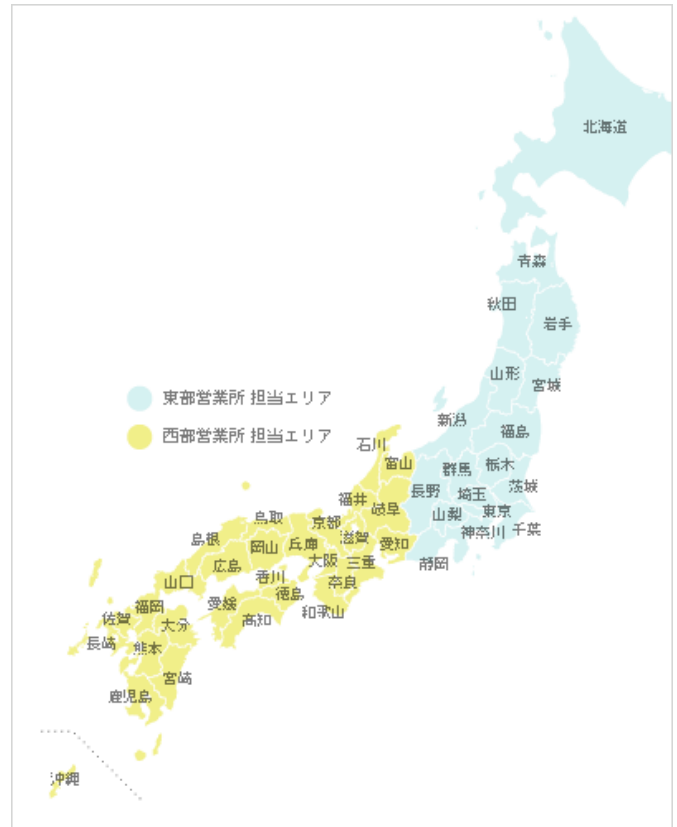 北海道
青森
秋田
岩手
山形
宮城
東部営業所 担当エリア
新潟
福島
西部営業所 担当エリア
石川
富山
群馬
栃木
長野
埼玉
茨城
福井
岐阜
山梨
東京
鳥取
京都
神奈川
千葉
島根
岡山
兵庫
滋賀
愛知
大阪
三重
静岡
広島
香川
奈良
山口
徳島
福岡
愛媛
和歌山
佐賀
大分
高知
長崎
熊本
宮崎
鹿児島
沖縄